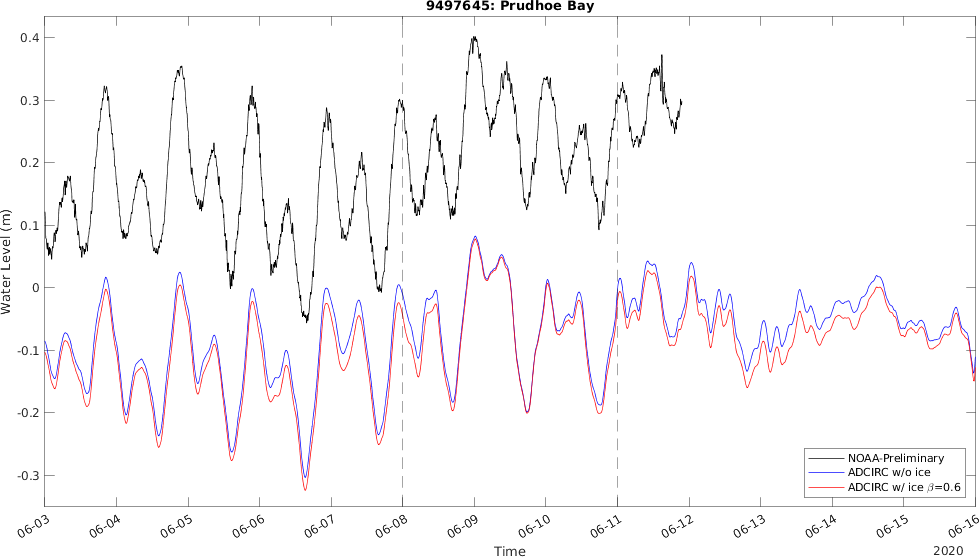 9497645: Prudhoe Bay
0.4
0.3
0.2
0.1
0
-0.1
-0.2
-0.3
Water Level (m)
NOAA-Preliminary
ADCIRC w/o ice
ADCIRC w/ ice β=0.6
06-03 06-04 06-05 06-06 06-07 06-08 06-09 06-10 06-11 06-12 06-13 06-14 06-15 06-16
Time
2020